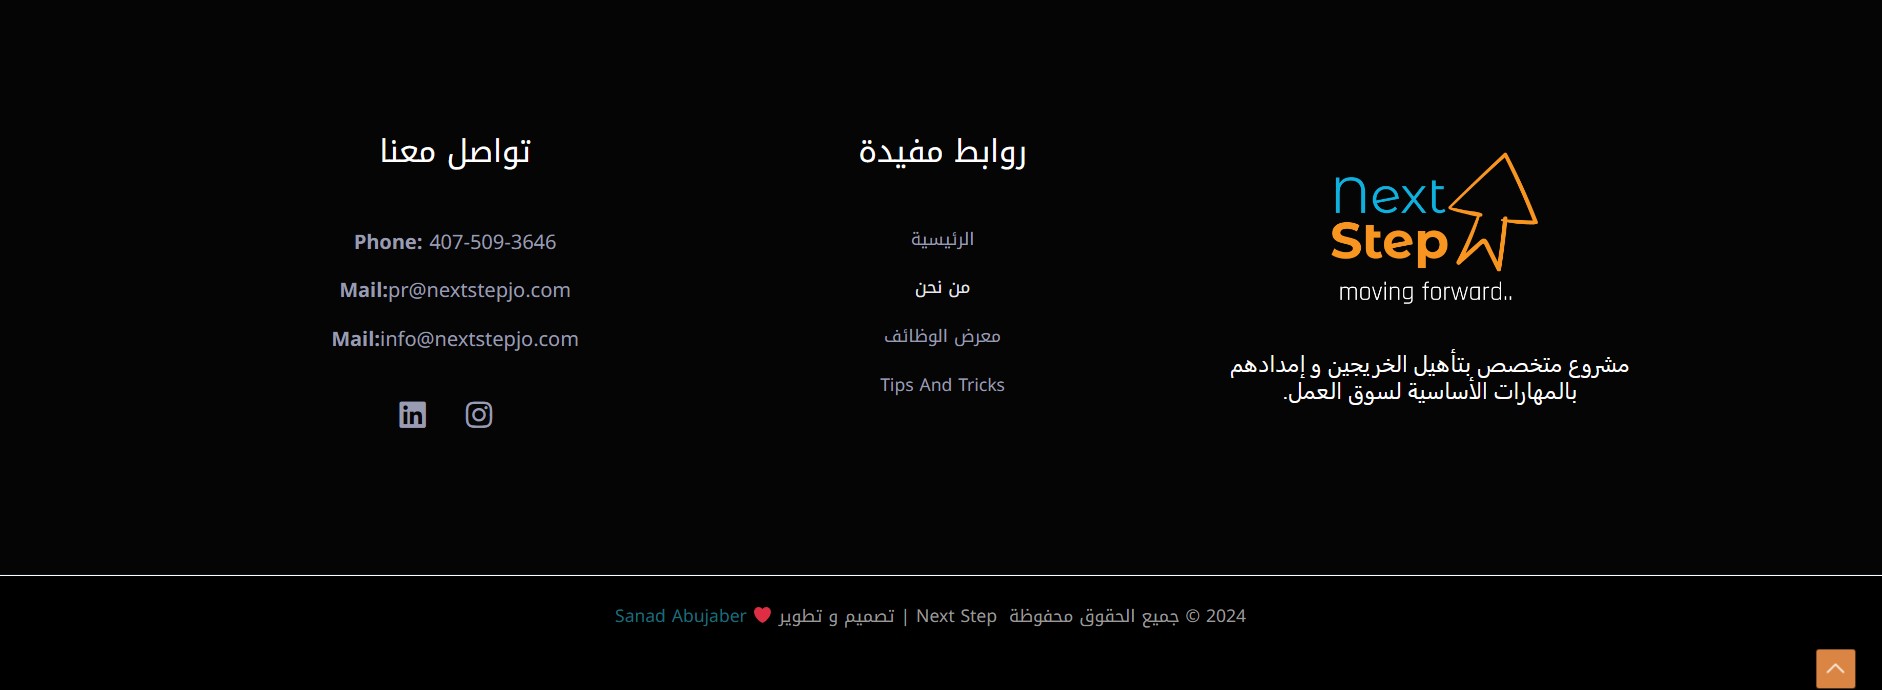 Next
Step
moving forward..
مشروع متخصص بتأهيل الخريجين و إمدادهم
بالمهارات الأساسية لسوق العمل.
روابط مفيدة
الرئيسية
من نحن
معرض الوظائف
Tips And Tricks
تواصل معنا
Phone: 407-509-3646
Mail:pr@nextstepjo.com
Mail:info@nextstepjo.com
2024 © جميع الحقوق محفوظة Next Step | تصميم و تطوير ❤ Sanad Abujaber